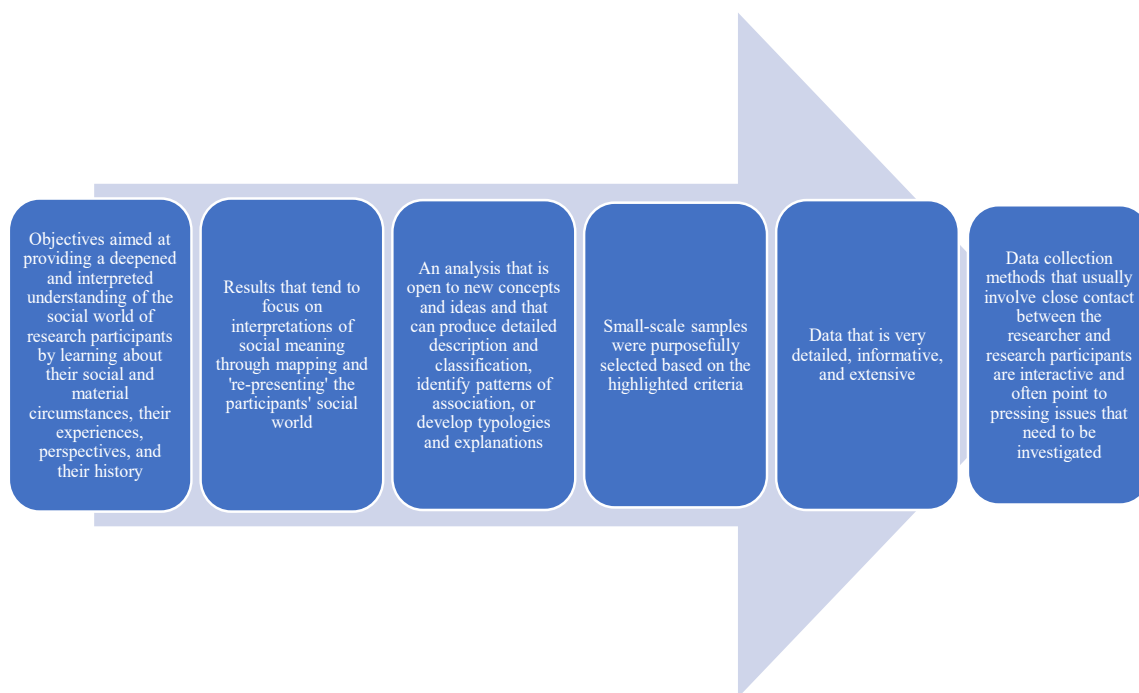 Objectives aimed at
providing a deepened
and interpreted
understanding of the
social world of
research participants
by learning about
their social and
material
circumstances, their
experiences,
perspectives, and
their history
Results that tend to
focus on
interpretations of
social meaning
through mapping and
're-presenting' the
participants' social
world
An analysis that is
open to new concepts
and ideas and that
can produce detailed
description and
classification,
identify patterns of
association, or
develop typologies
and explanations
Small-scale samples
were purposefully
selected based on the
highlighted criteria
Data that is very
detailed, informative,
and extensive
Data collection
methods that usually
involve close contact
between the
researcher and
research participants
are interactive and
often point to
pressing issues that
need to be
investigated